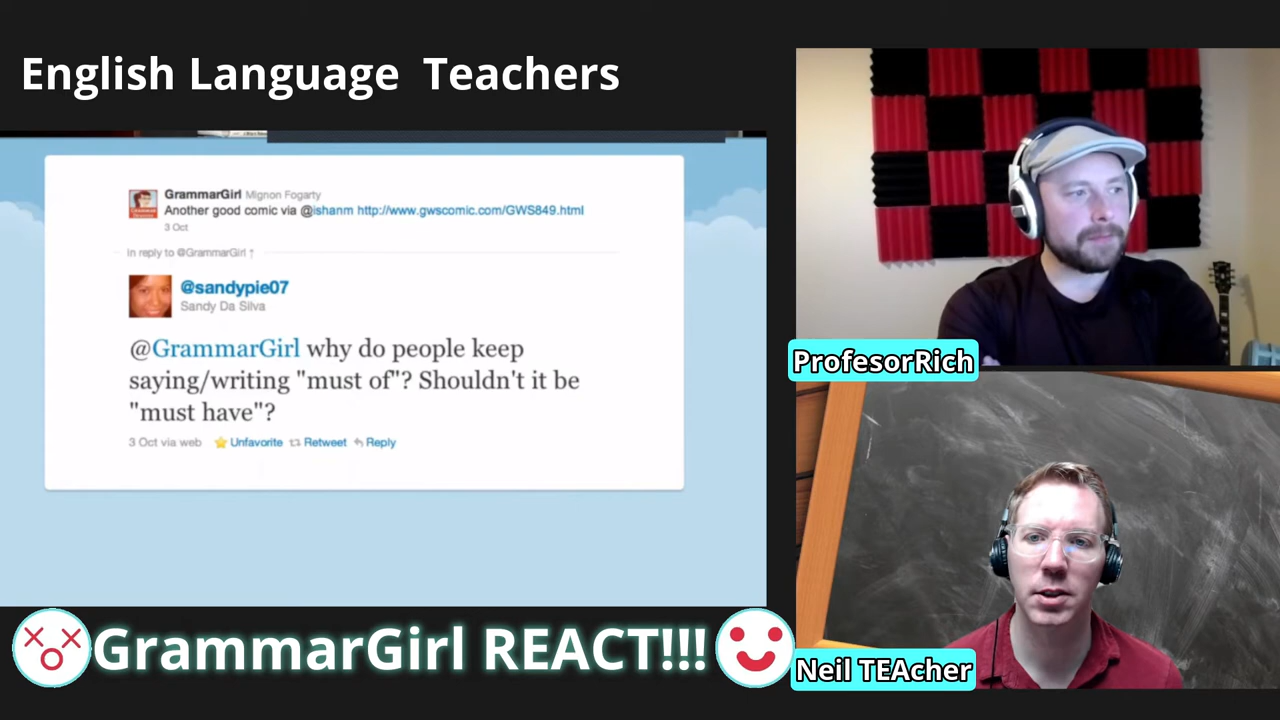 English Language Teachers
GrammarGirl Mignon Fogarty
Another good comic via @ishanm http://www.gwscomic.com/GWS849.html
3 Oct
in reply to @GrammarGirl ↑
@sandypie07
Sandy Da Silva
@GrammarGirl why do people keep
saying/writing "must of"? Shouldn't it be
"must have"?
3 Oct via web Unfavorite Retweet Reply
ProfesorRich
GrammarGirl REACT!!!
Neil TEAcher